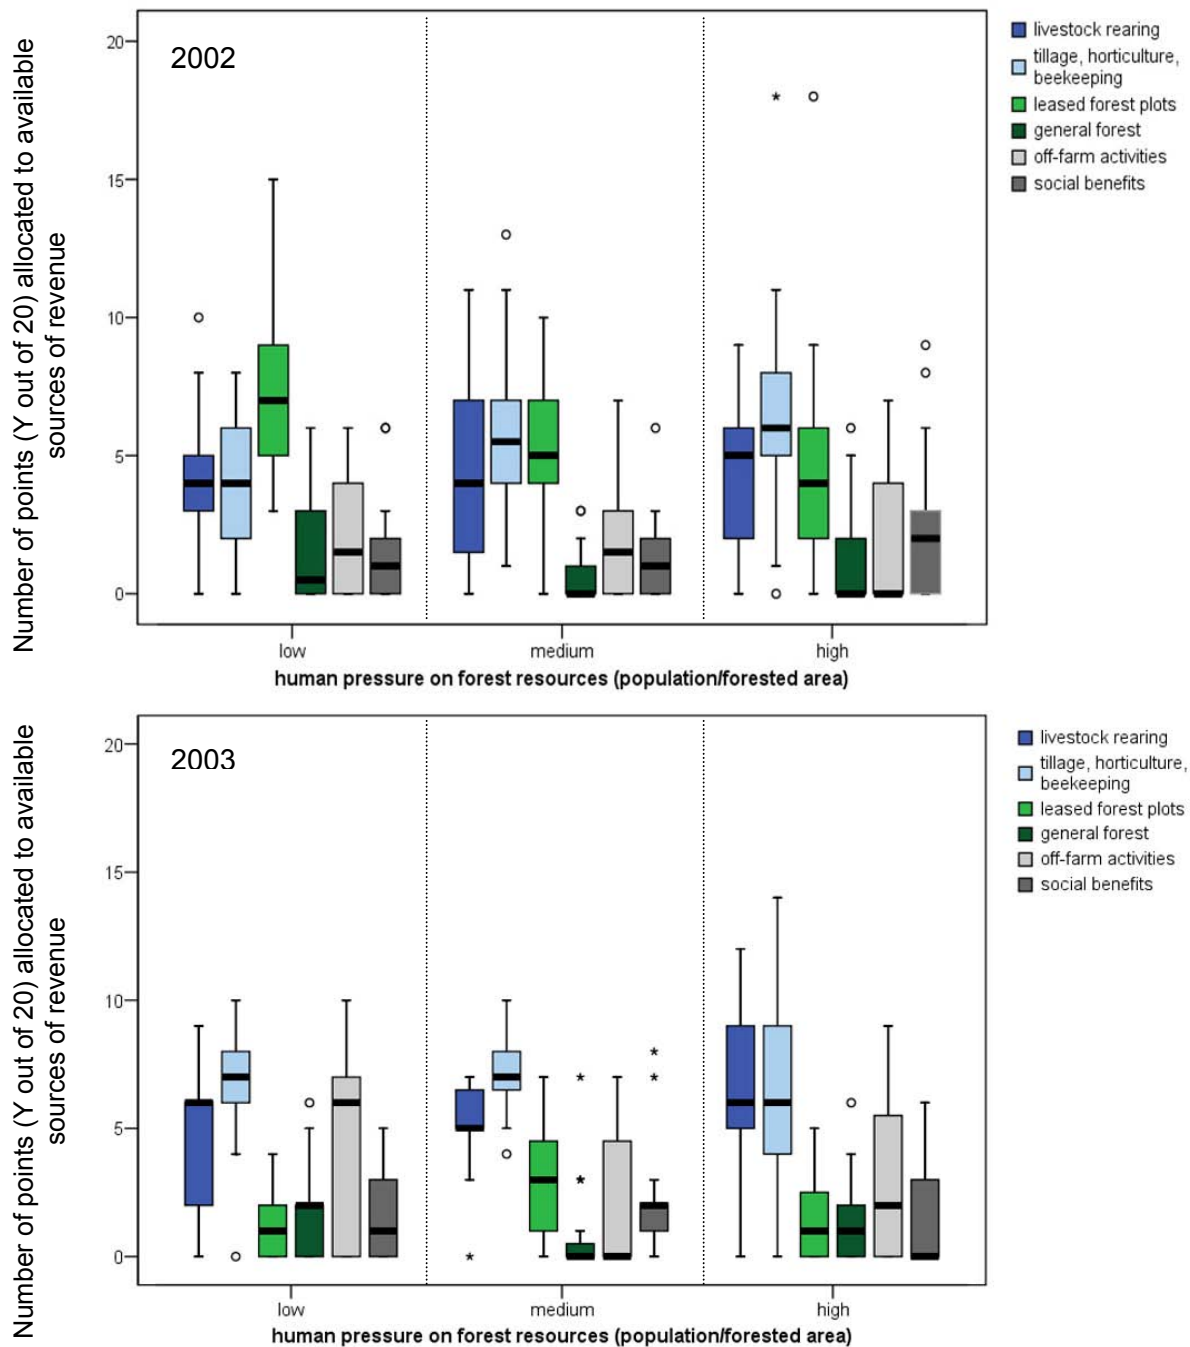 Number of points (Y out of 20) allocated to available
sources of revenue
2002
20
15
10
5
0
low
medium
high
human pressure on forest resources (population/forested area)
livestock rearing
tillage, horticulture,
beekeeping
leased forest plots
general forest
off-farm activities
social benefits
Number of points (Y out of 20) allocated to available
sources of revenue
2003
20
15
10
5
0
low
medium
high
human pressure on forest resources (population/forested area)
livestock rearing
tillage, horticulture,
beekeeping
leased forest plots
general forest
off-farm activities
social benefits